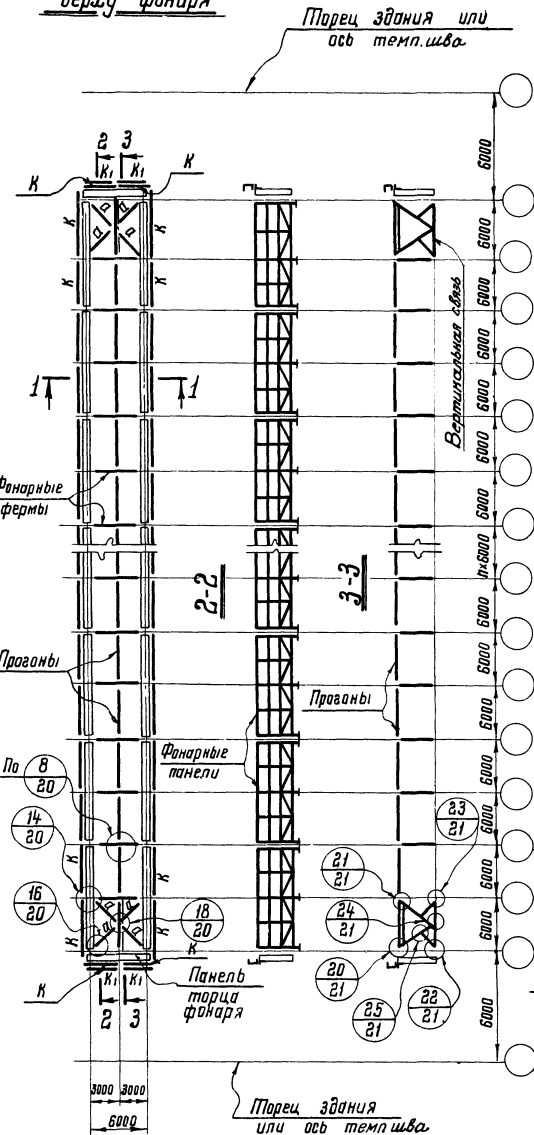 верху фонаря
Торец здания или
ось темп.шва
2 3
К₁ К₁
К К
6000
К Д Д К
Д Д
6000
К К
6000
Вертикальная связь
6000
1 1
6000
6000
Фонарные
фермы
6000
2-2
3-3
n×6000
6000
Прогоны
6000
Прогоны
Фонарные
панели
6000
По 8
20
6000
14
20
23
21
6000
К К
21
21
16
20
18
20
24
21
Д Д
Д Д
К К
6000
К
К₁ К₁
К
2 3
Панель
торца
фонаря
20
21
25
21
22
21
6000
3000 3000
6000
Торец здания
или ось темп шва